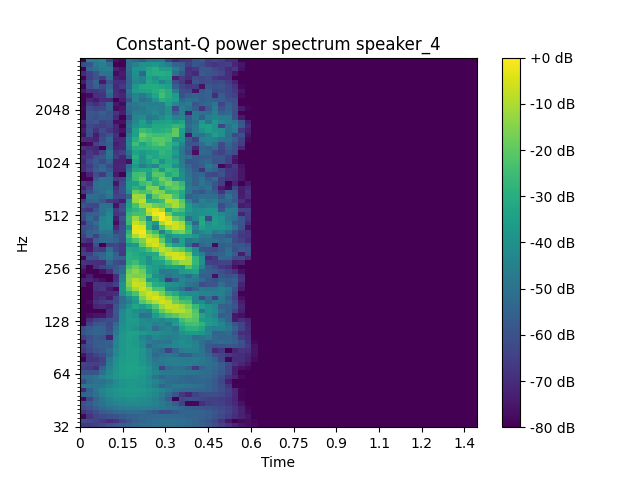 Constant-Q power spectrum speaker_4
Hz
2048
1024
512
256
128
64
32
0 0.15 0.3 0.45 0.6 0.75 0.9 1.1 1.2 1.4
Time
+0 dB
-10 dB
-20 dB
-30 dB
-40 dB
-50 dB
-60 dB
-70 dB
-80 dB